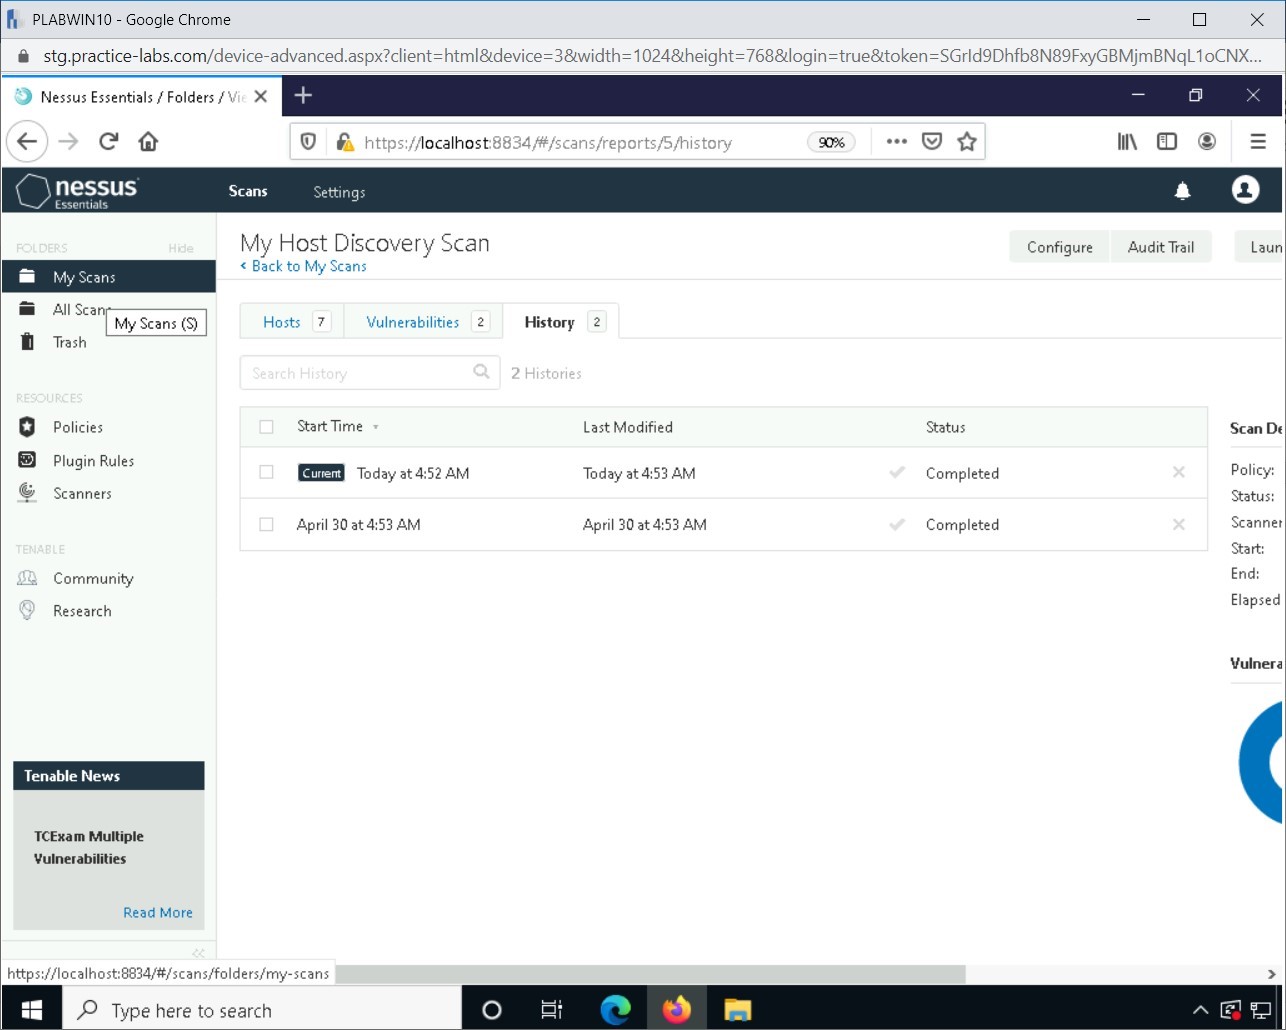 PLABWIN10 - Google Chrome
stg.practice-labs.com/device-advanced.aspx?client=html&device=3&width=1024&height=768&login=true&token=SGrId9Dhfb8N89FxyGBMjmBNqL1oCNX...
Nessus Essentials / Folders / Vie
https://localhost:8834/#/scans/reports/5/history
90%
nessus
Essentials
Scans
Settings
FOLDERS
Hide
My Scans
All Scans
My Scans (S)
Trash
RESOURCES
Policies
Plugin Rules
Scanners
TENABLE
Community
Research
Tenable News
TCExam Multiple
Vulnerabilities
Read More
My Host Discovery Scan
< Back to My Scans
Configure
Audit Trail
Laun
Hosts 7
Vulnerabilities 2
History 2
Search History
2 Histories
Start Time Last Modified Status
Current Today at 4:52 AM Today at 4:53 AM Completed
April 30 at 4:53 AM April 30 at 4:53 AM Completed
Scan De
Policy:
Status:
Scanner
Start:
End:
Elapsed
Vulnera
https://localhost:8834/#/scans/folders/my-scans
Type here to search